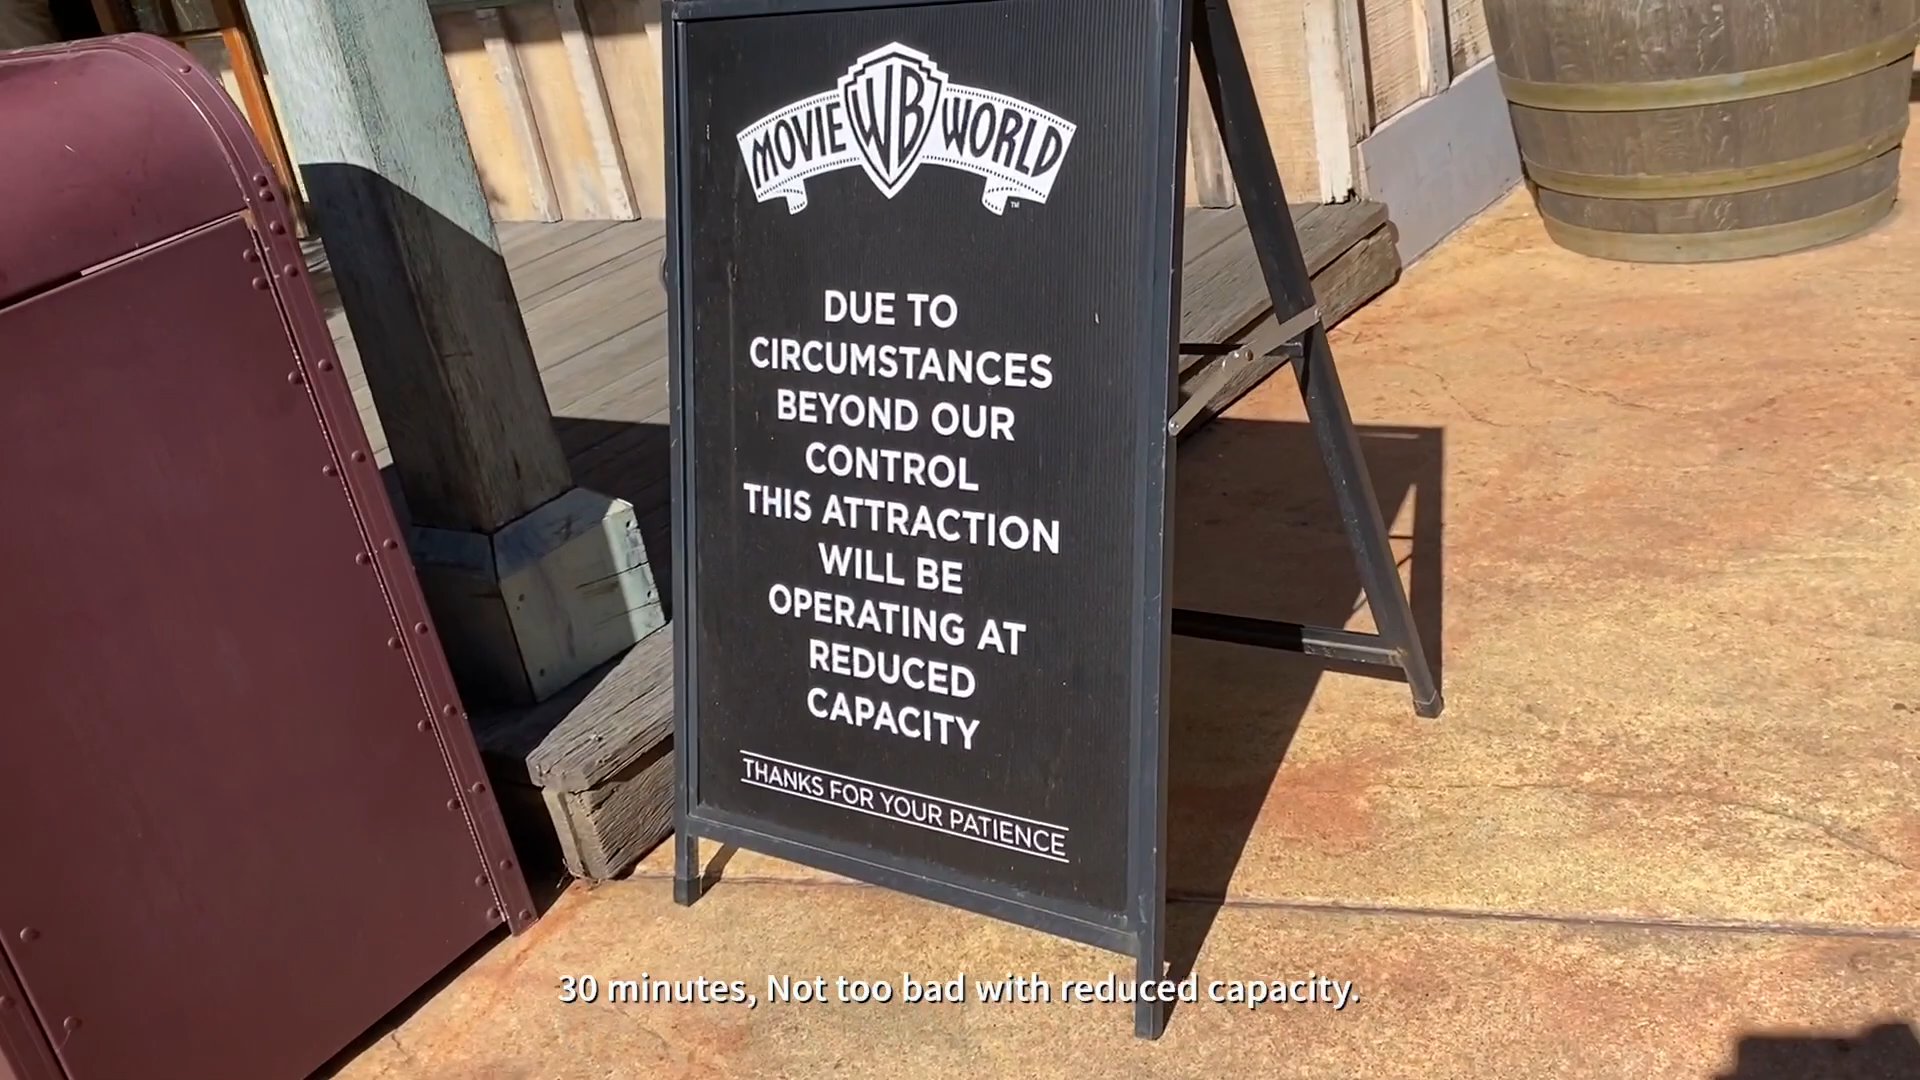 MOVIE WB WORLD
TM
DUE TO
CIRCUMSTANCES
BEYOND OUR
CONTROL
THIS ATTRACTION
WILL BE
OPERATING AT
REDUCED
CAPACITY
THANKS FOR YOUR PATIENCE
30 minutes, Not too bad with reduced capacity.